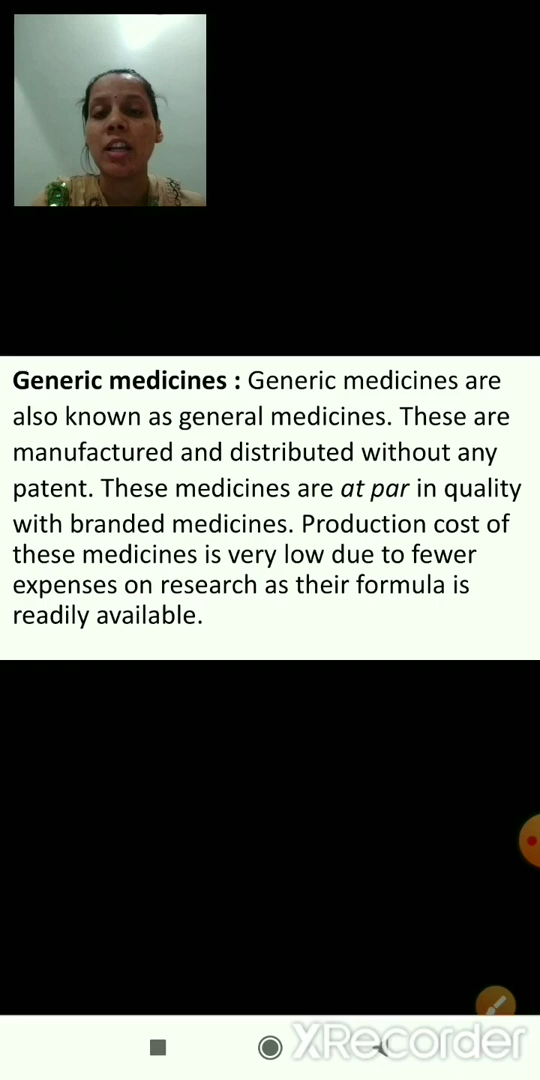 Generic medicines : Generic medicines are
also known as general medicines. These are
manufactured and distributed without any
patent. These medicines are at par in quality
with branded medicines. Production cost of
these medicines is very low due to fewer
expenses on research as their formula is
readily available.
XRecorder